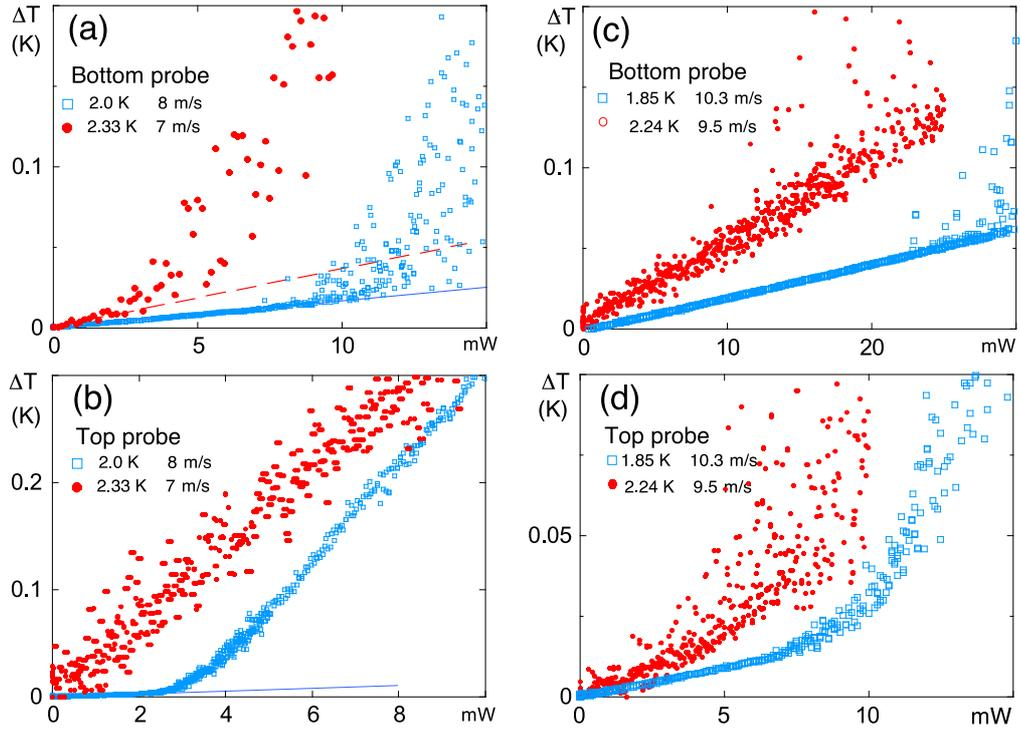 ΔT
(K)
(a)
Bottom probe
2.0 K 8 m/s
2.33 K 7 m/s
0.1
0
0 5 10 mW
ΔT
(K)
(c)
Bottom probe
1.85 K 10.3 m/s
2.24 K 9.5 m/s
0.1
0
0 10 20 mW
ΔT
(K)
(b)
Top probe
2.0 K 8 m/s
2.33 K 7 m/s
0.2
0.1
0
0 2 4 6 8 mW
ΔT
(K)
(d)
Top probe
1.85 K 10.3 m/s
2.24 K 9.5 m/s
0.05
0
0 5 10 mW